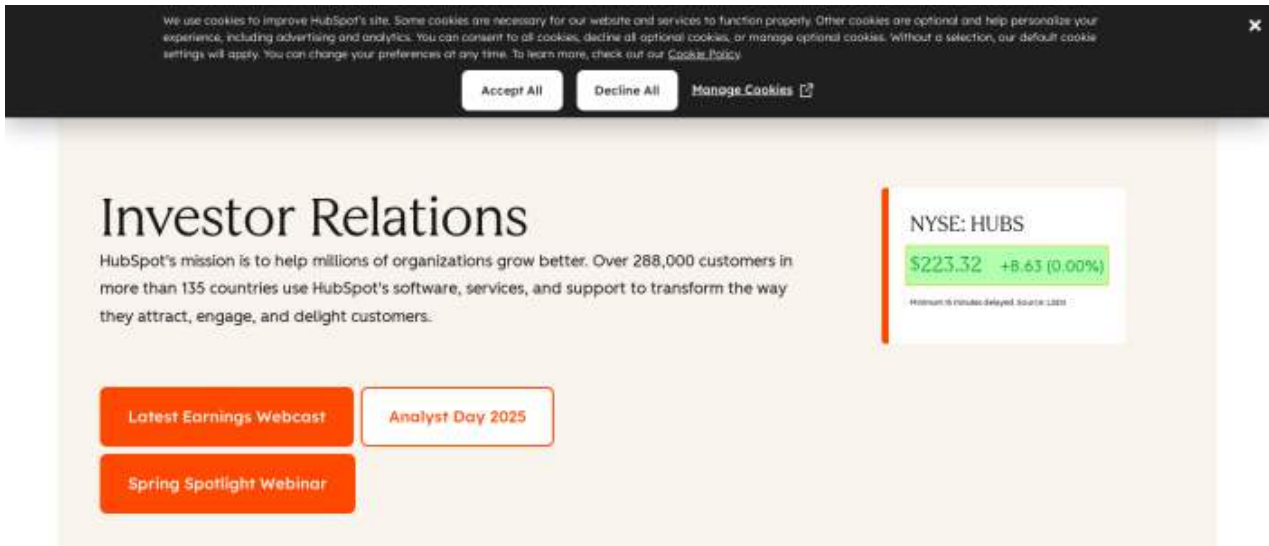 We use cookies to improve HubSpot's site. Some cookies are necessary for our website and services to function properly. Other cookies are optional and help personalize your
experience, including advertising and analytics. You can consent to all cookies, decline all optional cookies, or manage optional cookies. Without a selection, our default cookie
settings will apply. You can change your preferences at any time. To learn more, check out our Cookie Policy.
Accept All
Decline All
Manage Cookies
Investor Relations
HubSpot's mission is to help millions of organizations grow better. Over 288,000 customers in
more than 135 countries use HubSpot's software, services, and support to transform the way
they attract, engage, and delight customers.
NYSE: HUBS
$223.32 +8.63 (0.00%)
Minimum 15 minutes delayed. Source: LSEG
Latest Earnings Webcast
Analyst Day 2025
Spring Spotlight Webinar